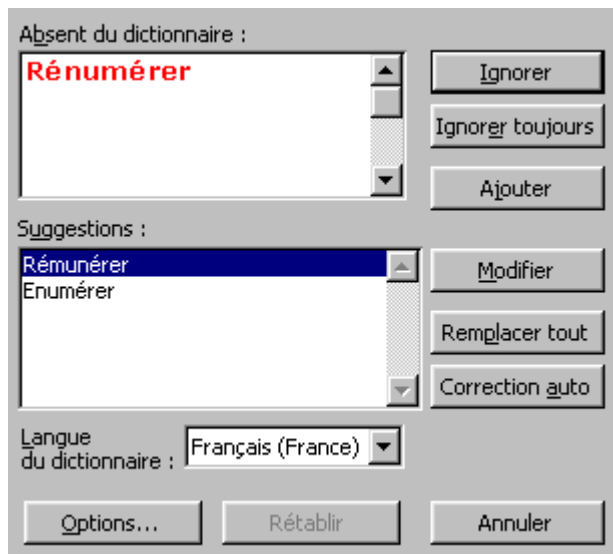 Absent du dictionnaire :
Rénumérer
Ignorer
Ignorer toujours
Ajouter
Suggestions :
Rémunérer
Enumérer
Modifier
Remplacer tout
Correction auto
Langue
du dictionnaire :
Français (France)
Options...
Rétablir
Annuler